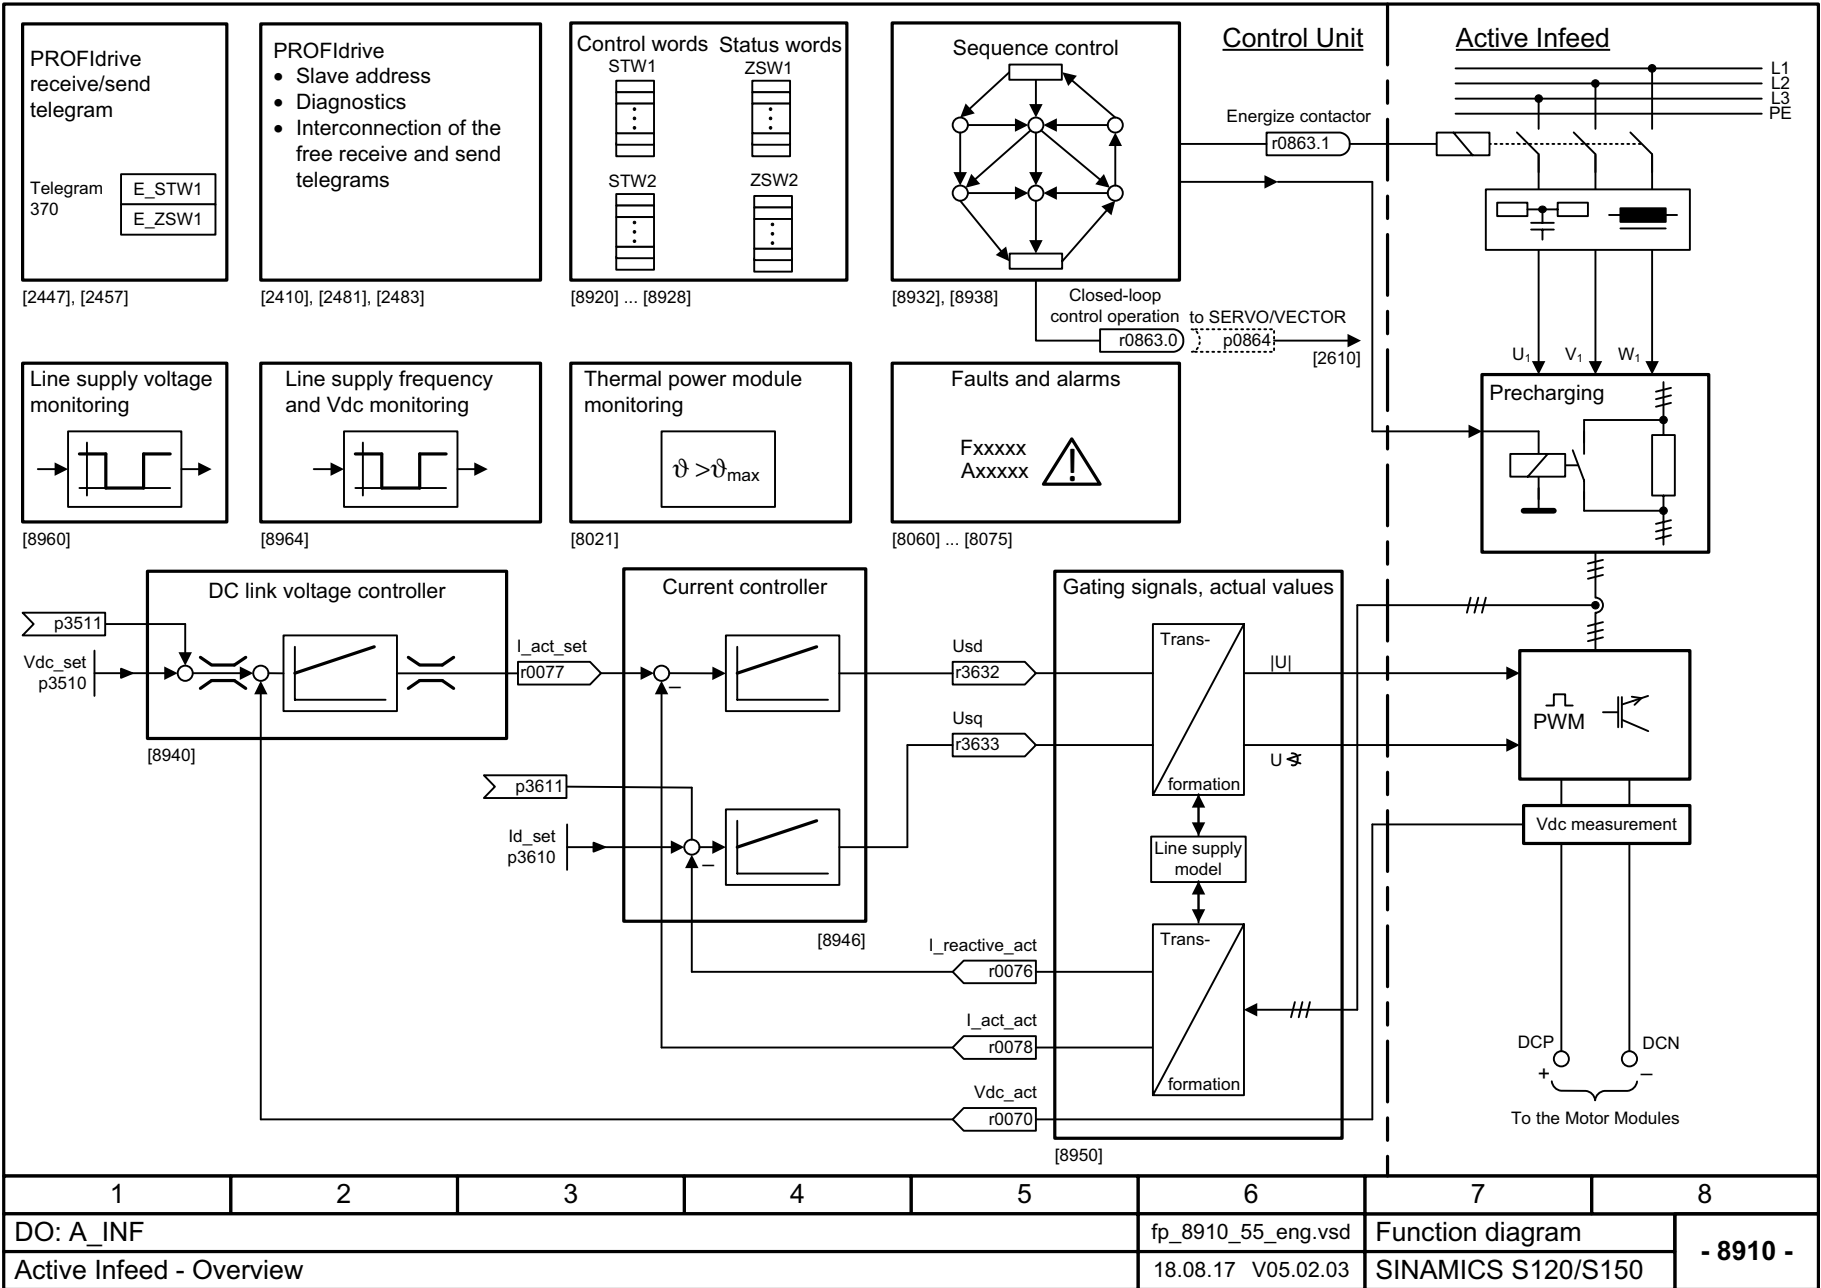 PROFIdrive
receive/send
telegram
Telegram
370
E_STW1
E_ZSW1
[2447], [2457]
PROFIdrive
• Slave address
• Diagnostics
• Interconnection of the
free receive and send
telegrams
[2410], [2481], [2483]
Control words Status words
STW1 ZSW1
STW2 ZSW2
[8920] ... [8928]
Sequence control
[8932], [8938]
Control Unit
Active Infeed
L1
L2
L3
PE
Energize contactor
r0863.1
Closed-loop
control operation
r0863.0
to SERVO/VECTOR
p0864
[2610]
U1 V1 W1
Precharging
Line supply voltage
monitoring
[8960]
Line supply frequency
and Vdc monitoring
[8964]
Thermal power module
monitoring
ϑ >ϑmax
[8021]
Faults and alarms
Fxxxxx
Axxxxx
!
[8060] ... [8075]
DC link voltage controller
p3511
Vdc_set
p3510
[8940]
I_act_set
r0077
Current controller
–
p3611
Id_set
p3610
–
[8946]
Usd
r3632
Usq
r3633
I_reactive_act
r0076
I_act_act
r0078
Vdc_act
r0070
Gating signals, actual values
Trans-
formation
|U|
U ∢
Line supply
model
Trans-
formation
[8950]
PWM
Vdc measurement
DCP DCN
+ –
To the Motor Modules
1 2 3 4 5 6 7 8
DO: A_INF
fp_8910_55_eng.vsd
Function diagram
- 8910 -
Active Infeed - Overview
18.08.17 V05.02.03
SINAMICS S120/S150